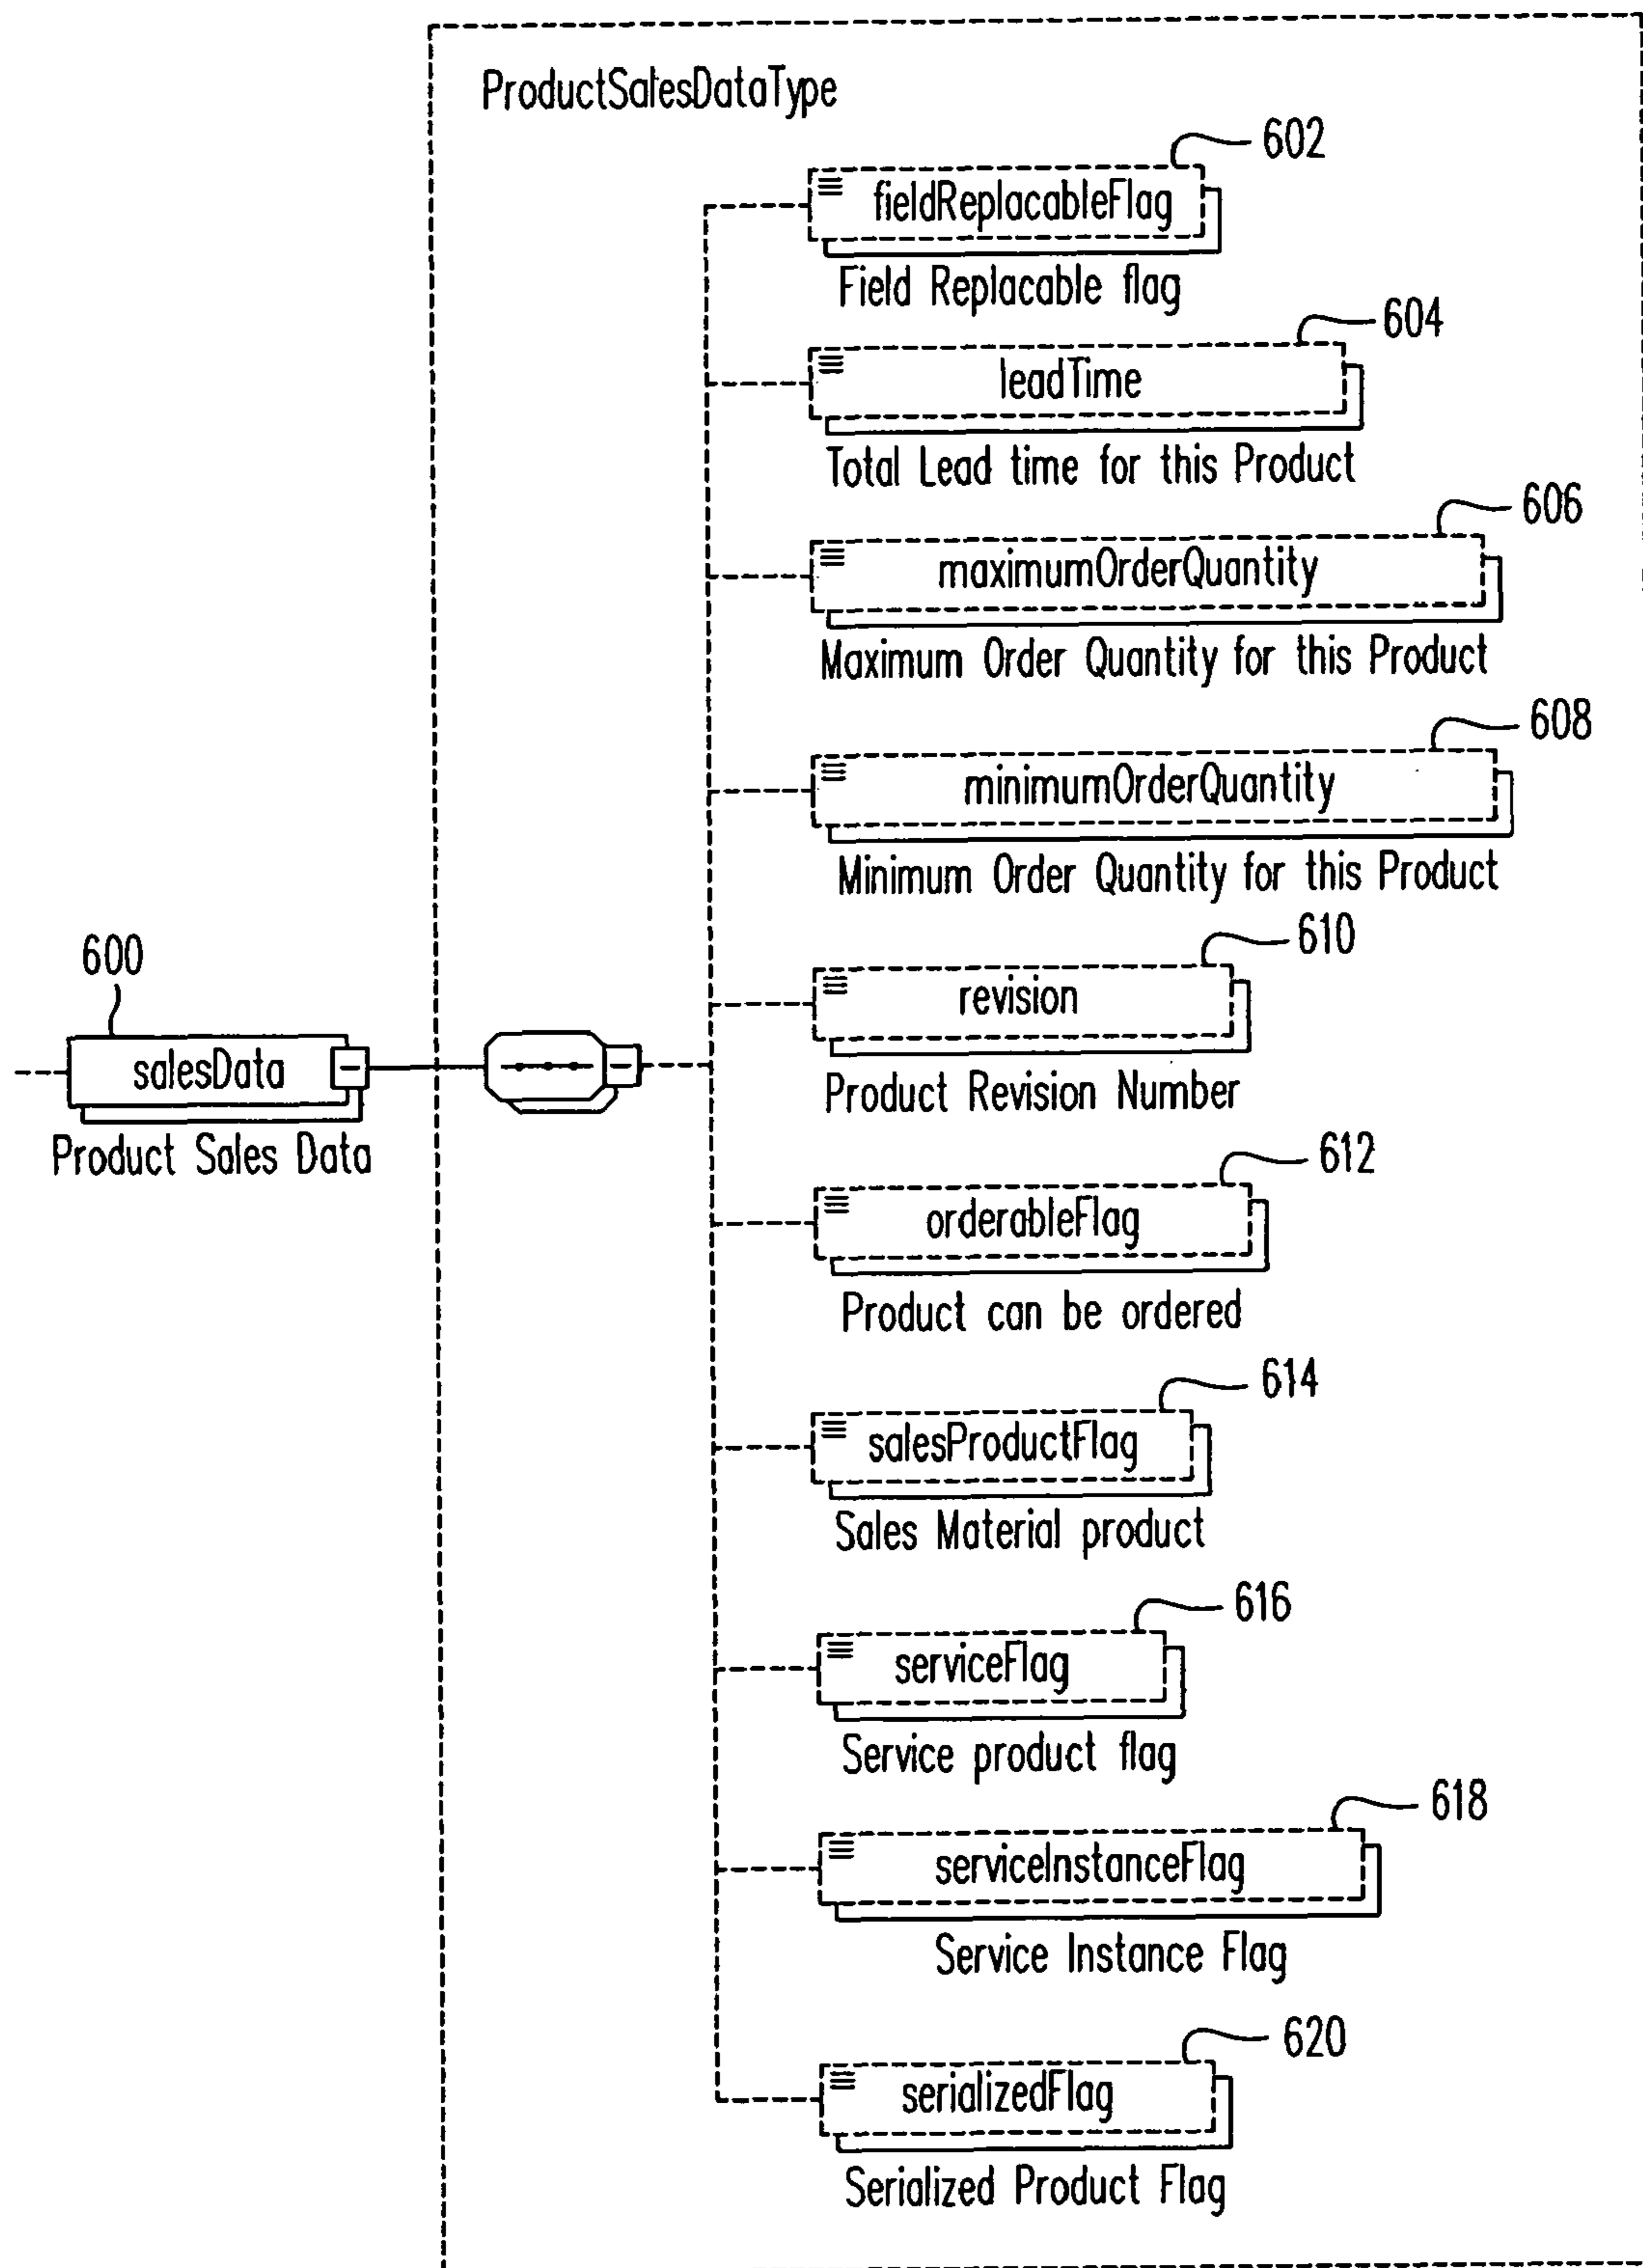 ProductSalesDataType
602
fieldReplacableFlag
Field Replacable flag
604
leadTime
Total Lead time for this Product
606
maximumOrderQuantity
Maximum Order Quantity for this Product
608
minimumOrderQuantity
Minimum Order Quantity for this Product
600
salesData
Product Sales Data
610
revision
Product Revision Number
612
orderableFlag
Product can be ordered
614
salesProductFlag
Sales Material product
616
serviceFlag
Service product flag
618
serviceInstanceFlag
Service Instance Flag
620
serializedFlag
Serialized Product Flag